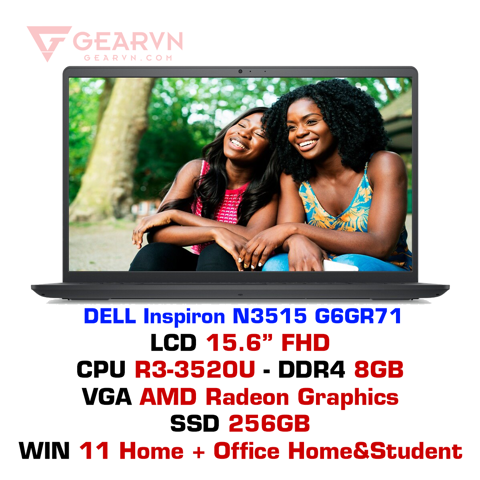 GEARVN
GEARVN.COM
DELL Inspiron N3515 G6GR71
LCD 15.6” FHD
CPU R3-3520U - DDR4 8GB
VGA AMD Radeon Graphics
SSD 256GB
WIN 11 Home + Office Home&Student